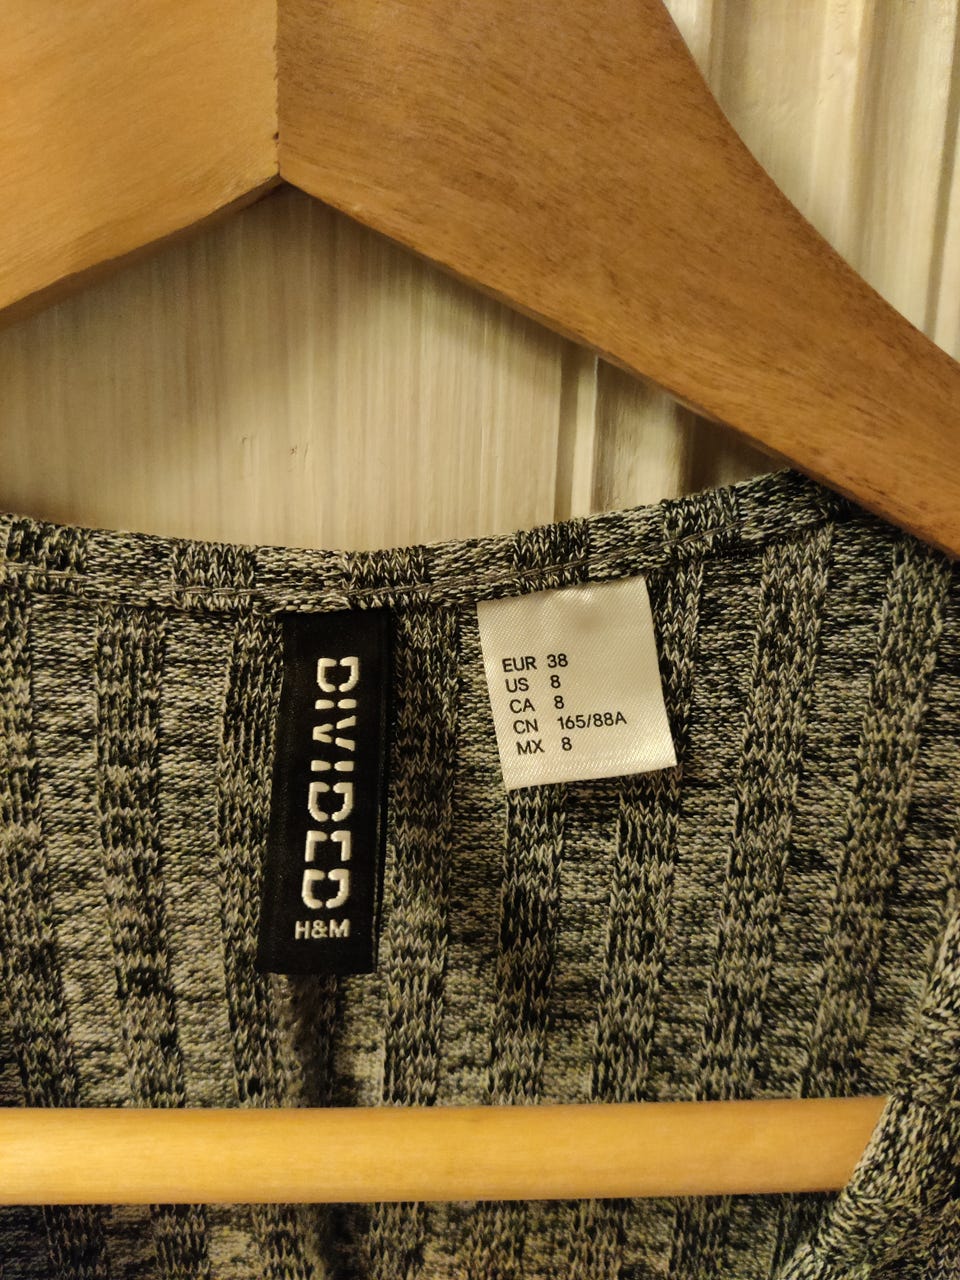 DIVIDED
H&M
EUR 38
US 8
CA 8
CN 165/88A
MX 8